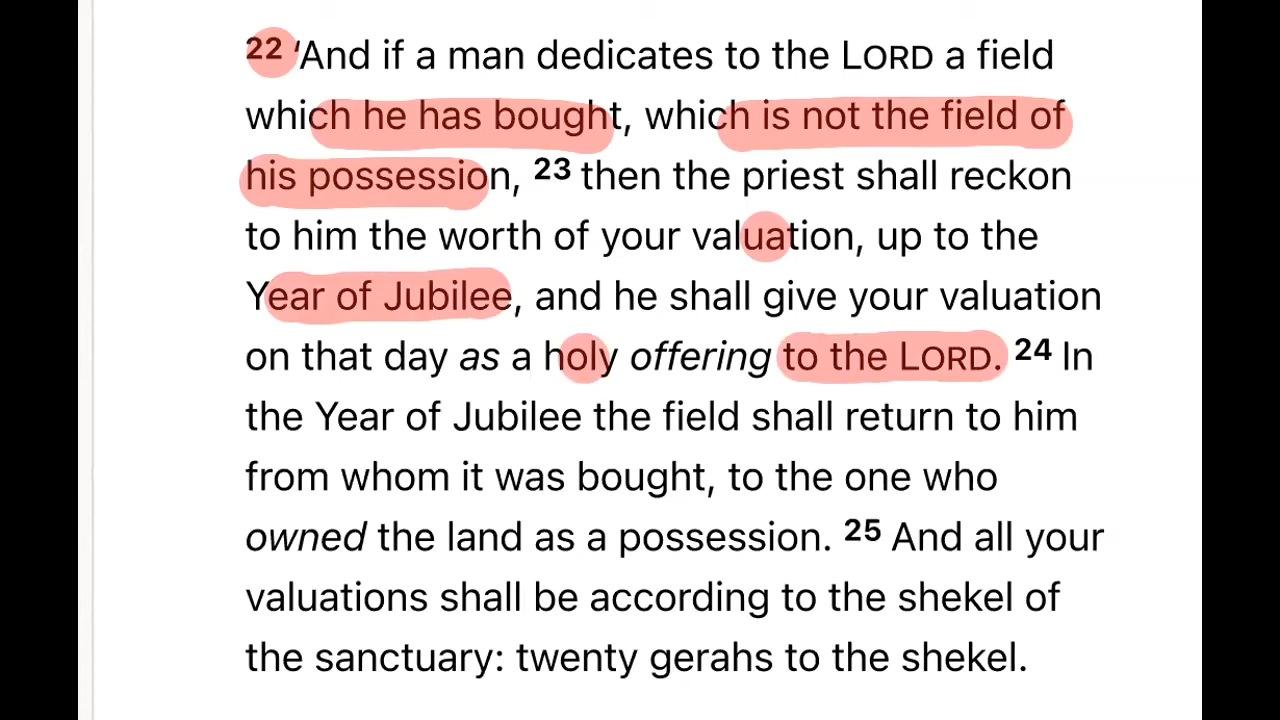 22 ‘And if a man dedicates to the LORD a field
which he has bought, which is not the field of
his possession, 23 then the priest shall reckon
to him the worth of your valuation, up to the
Year of Jubilee, and he shall give your valuation
on that day as a holy offering to the LORD. 24 In
the Year of Jubilee the field shall return to him
from whom it was bought, to the one who
owned the land as a possession. 25 And all your
valuations shall be according to the shekel of
the sanctuary: twenty gerahs to the shekel.